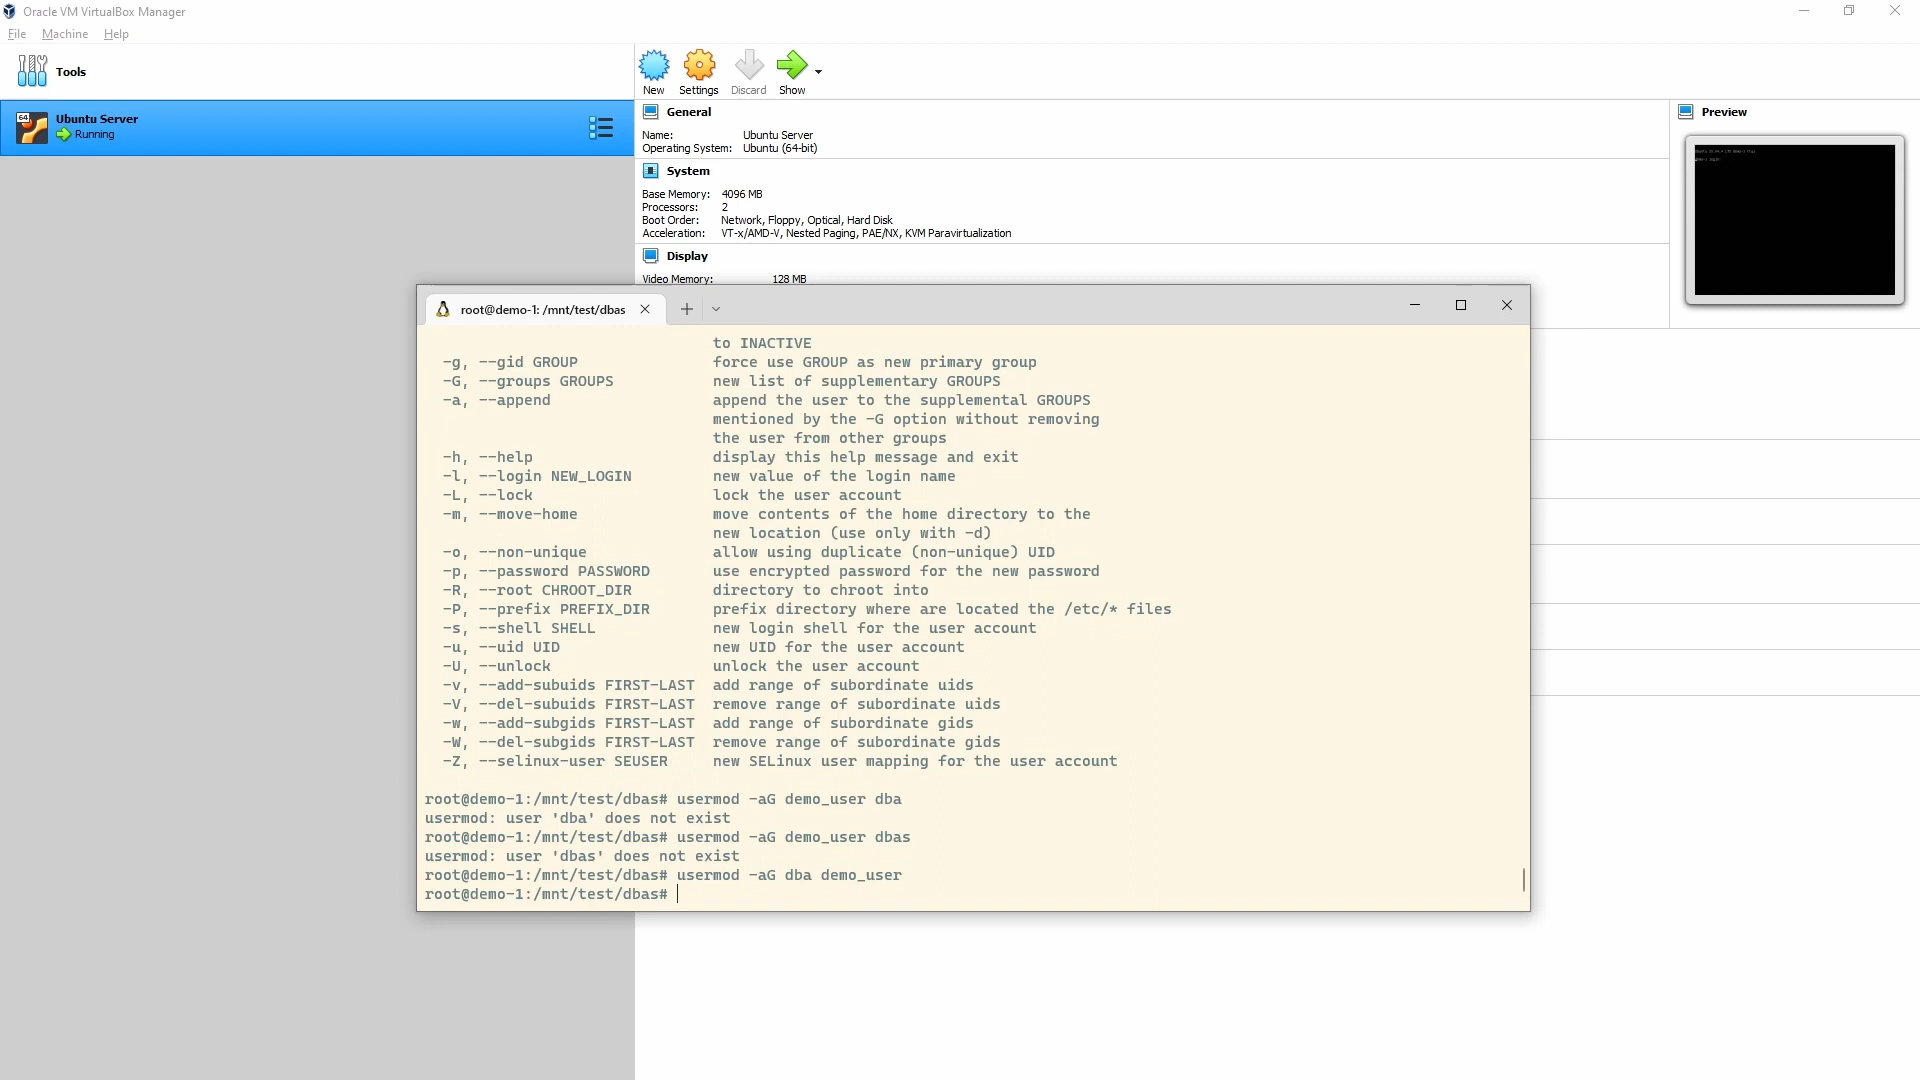 Oracle VM VirtualBox Manager
File Machine Help
Tools
New Settings Discard Show
64
Ubuntu Server
Running
General
Name: Ubuntu Server
Operating System: Ubuntu (64-bit)
System
Base Memory: 4096 MB
Processors: 2
Boot Order: Network, Floppy, Optical, Hard Disk
Acceleration: VT-x/AMD-V, Nested Paging, PAE/NX, KVM Paravirtualization
Display
Video Memory: 128 MB
Preview
root@demo-1: /mnt/test/dbas
to INACTIVE
-g, --gid GROUP force use GROUP as new primary group
-G, --groups GROUPS new list of supplementary GROUPS
-a, --append append the user to the supplemental GROUPS
mentioned by the -G option without removing
the user from other groups
-h, --help display this help message and exit
-l, --login NEW_LOGIN new value of the login name
-L, --lock lock the user account
-m, --move-home move contents of the home directory to the
new location (use only with -d)
-o, --non-unique allow using duplicate (non-unique) UID
-p, --password PASSWORD use encrypted password for the new password
-R, --root CHROOT_DIR directory to chroot into
-P, --prefix PREFIX_DIR prefix directory where are located the /etc/* files
-s, --shell SHELL new login shell for the user account
-u, --uid UID new UID for the user account
-U, --unlock unlock the user account
-v, --add-subuids FIRST-LAST add range of subordinate uids
-V, --del-subuids FIRST-LAST remove range of subordinate uids
-w, --add-subgids FIRST-LAST add range of subordinate gids
-W, --del-subgids FIRST-LAST remove range of subordinate gids
-Z, --selinux-user SEUSER new SELinux user mapping for the user account
root@demo-1:/mnt/test/dbas# usermod -aG demo_user dba
usermod: user 'dba' does not exist
root@demo-1:/mnt/test/dbas# usermod -aG demo_user dbas
usermod: user 'dbas' does not exist
root@demo-1:/mnt/test/dbas# usermod -aG dba demo_user
root@demo-1:/mnt/test/dbas#